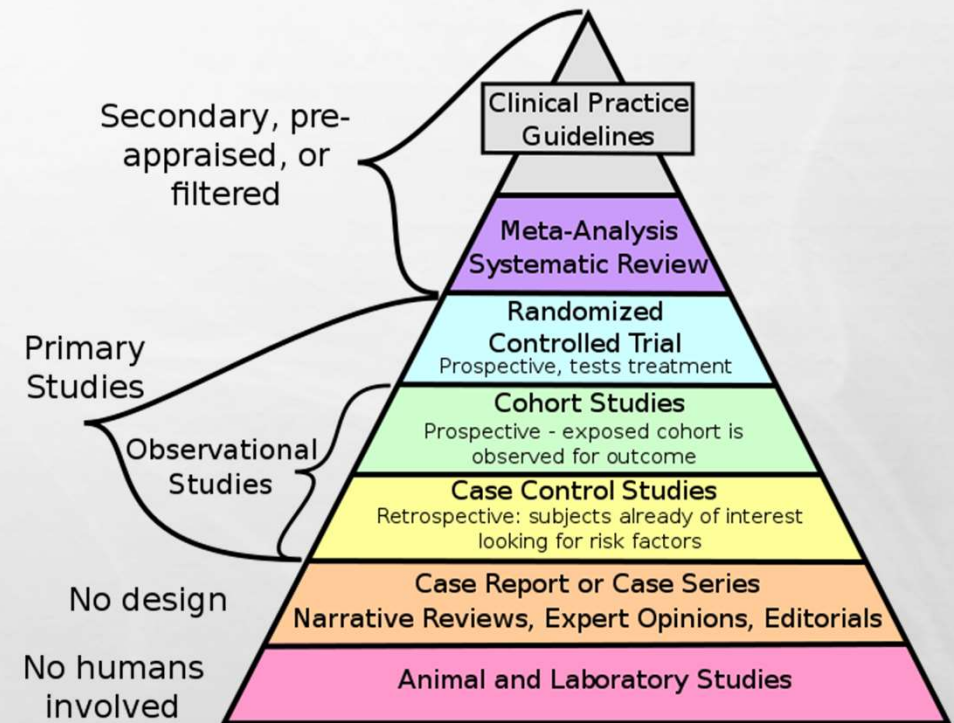 Secondary, pre-
appraised, or
filtered
Clinical Practice
Guidelines
Meta-Analysis
Systematic Review
Primary
Studies
Randomized
Controlled Trial
Prospective, tests treatment
Observational
Studies
Cohort Studies
Prospective - exposed cohort is
observed for outcome
Case Control Studies
Retrospective: subjects already of interest
looking for risk factors
No design
Case Report or Case Series
Narrative Reviews, Expert Opinions, Editorials
No humans
involved
Animal and Laboratory Studies